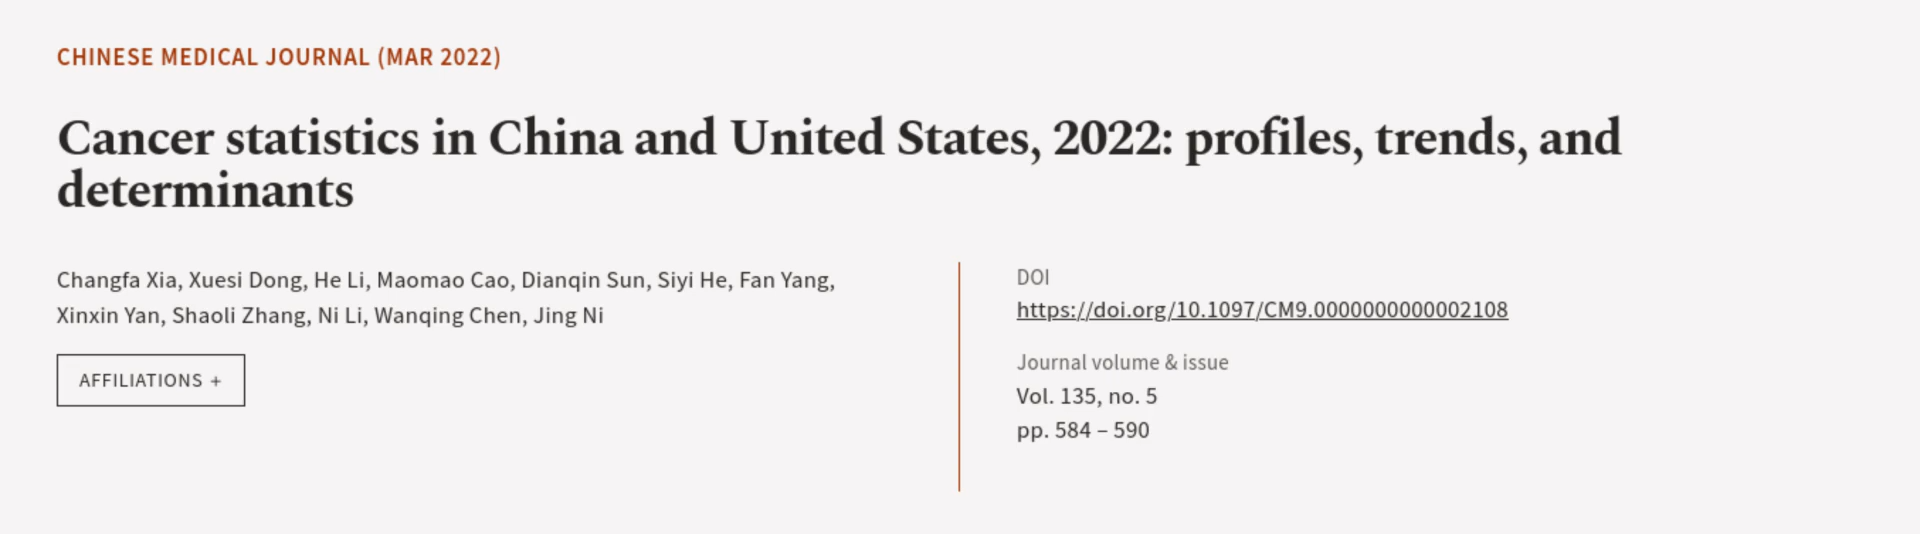 CHINESE MEDICAL JOURNAL (MAR 2022)
Cancer statistics in China and United States, 2022: profiles, trends, and
determinants
Changfa Xia, Xuesi Dong, He Li, Maomao Cao, Dianqin Sun, Siyi He, Fan Yang,
Xinxin Yan, Shaoli Zhang, Ni Li, Wanqing Chen, Jing Ni
AFFILIATIONS +
DOI
https://doi.org/10.1097/CM9.0000000000002108
Journal volume & issue
Vol. 135, no. 5
pp. 584 – 590